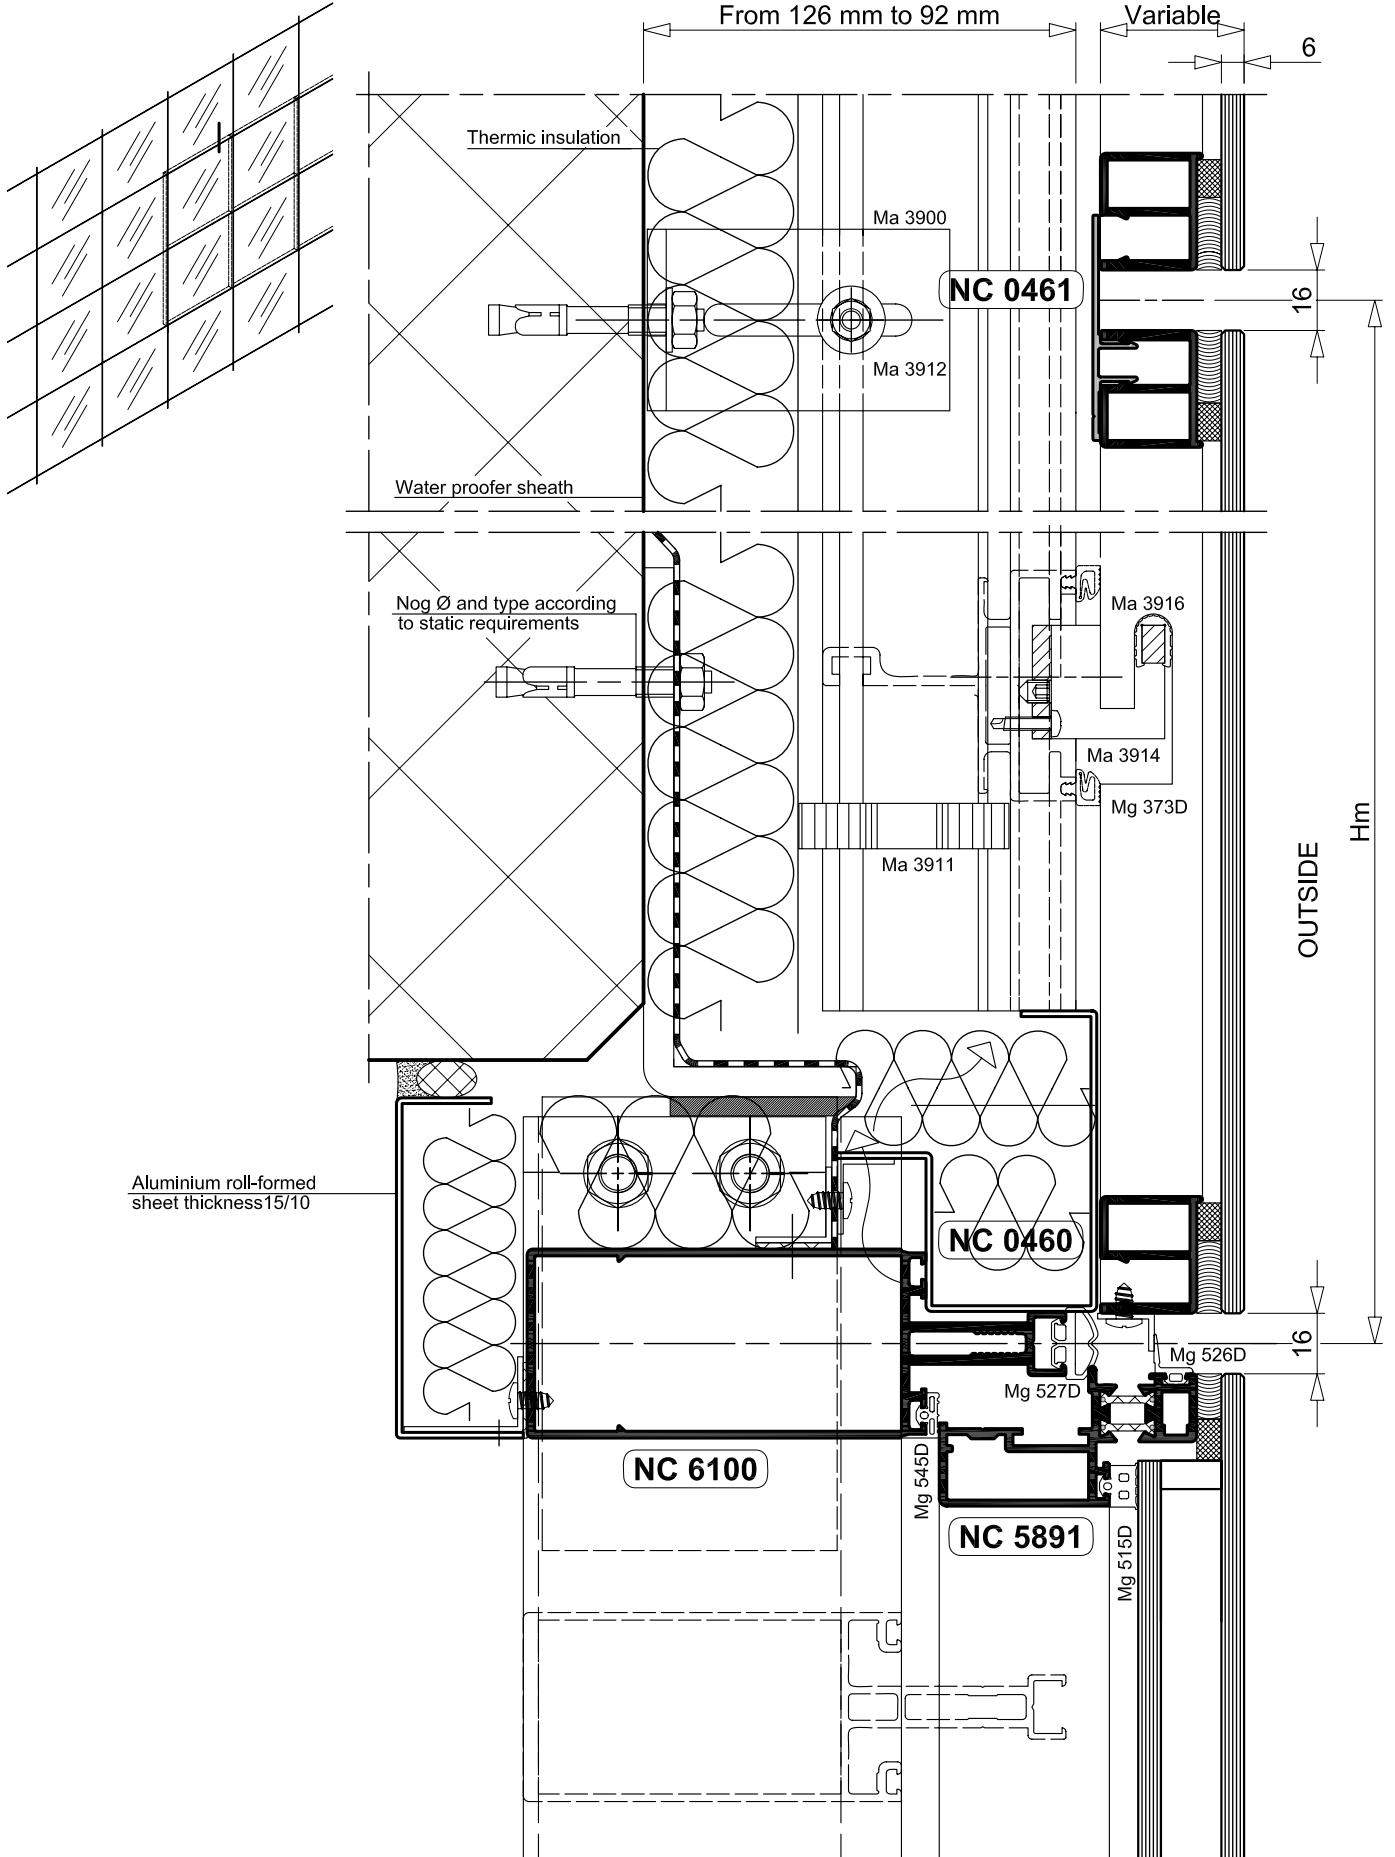 From 126 mm to 92 mm
Variable
6
Thermic insulation
Ma 3900
NC 0461
16
Ma 3912
Water proofer sheath
Nog Ø and type according
to static requirements
Ma 3916
Ma 3914
Mg 373D
Ma 3911
Hm
OUTSIDE
Aluminium roll-formed
sheet thickness15/10
NC 0460
16
Mg 526D
Mg 527D
NC 6100
Mg 545D
NC 5891
Mg 515D